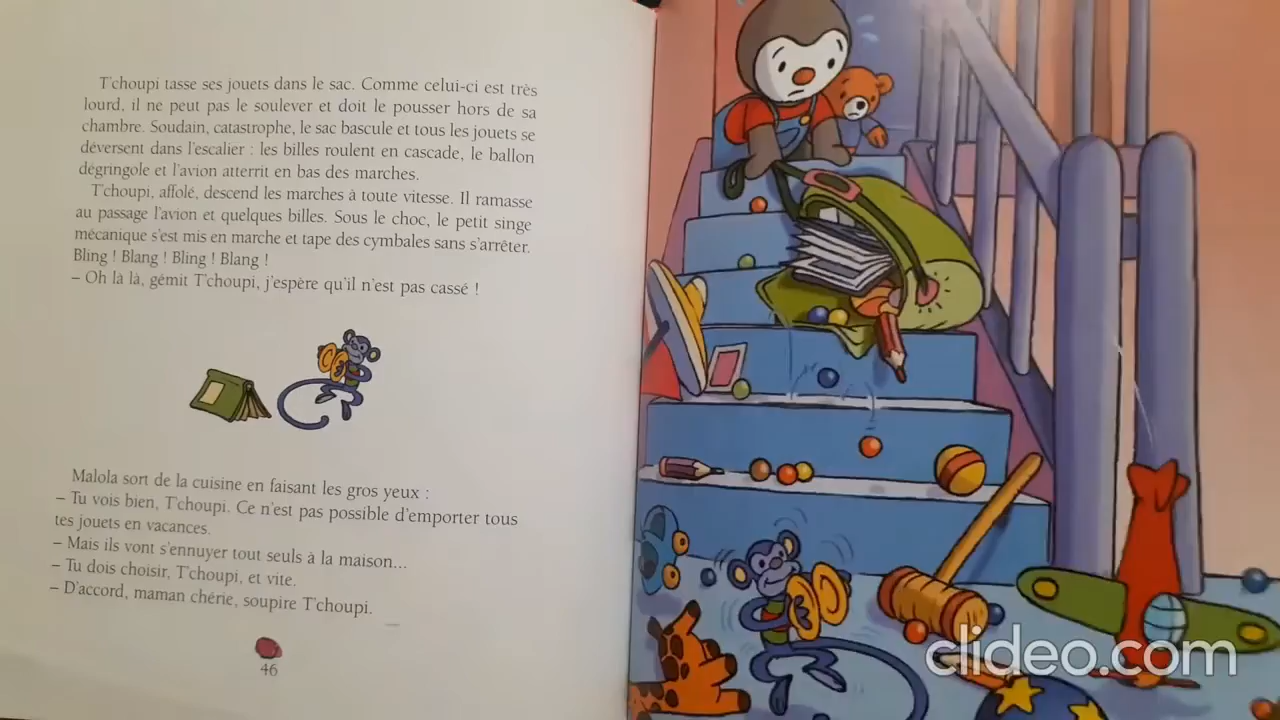 T'choupi tasse ses jouets dans le sac. Comme celui-ci est très
lourd, il ne peut pas le soulever et doit le pousser hors de sa
chambre. Soudain, catastrophe, le sac bascule et tous les jouets se
déversent dans l'escalier : les billes roulent en cascade, le ballon
dégringole et l'avion atterrit en bas des marches.
T'choupi, affolé, descend les marches à toute vitesse. Il ramasse
au passage l'avion et quelques billes. Sous le choc, le petit singe
mécanique s'est mis en marche et tape des cymbales sans s'arrêter.
Bling ! Blang ! Bling ! Blang !
– Oh là là, gémit T'choupi, j'espère qu'il n'est pas cassé !
Malola sort de la cuisine en faisant les gros yeux :
– Tu vois bien, T'choupi. Ce n'est pas possible d'emporter tous
tes jouets en vacances.
– Mais ils vont s'ennuyer tout seuls à la maison...
– Tu dois choisir, T'choupi, et vite.
– D'accord, maman chérie, soupire T'choupi.
46
clideo.com